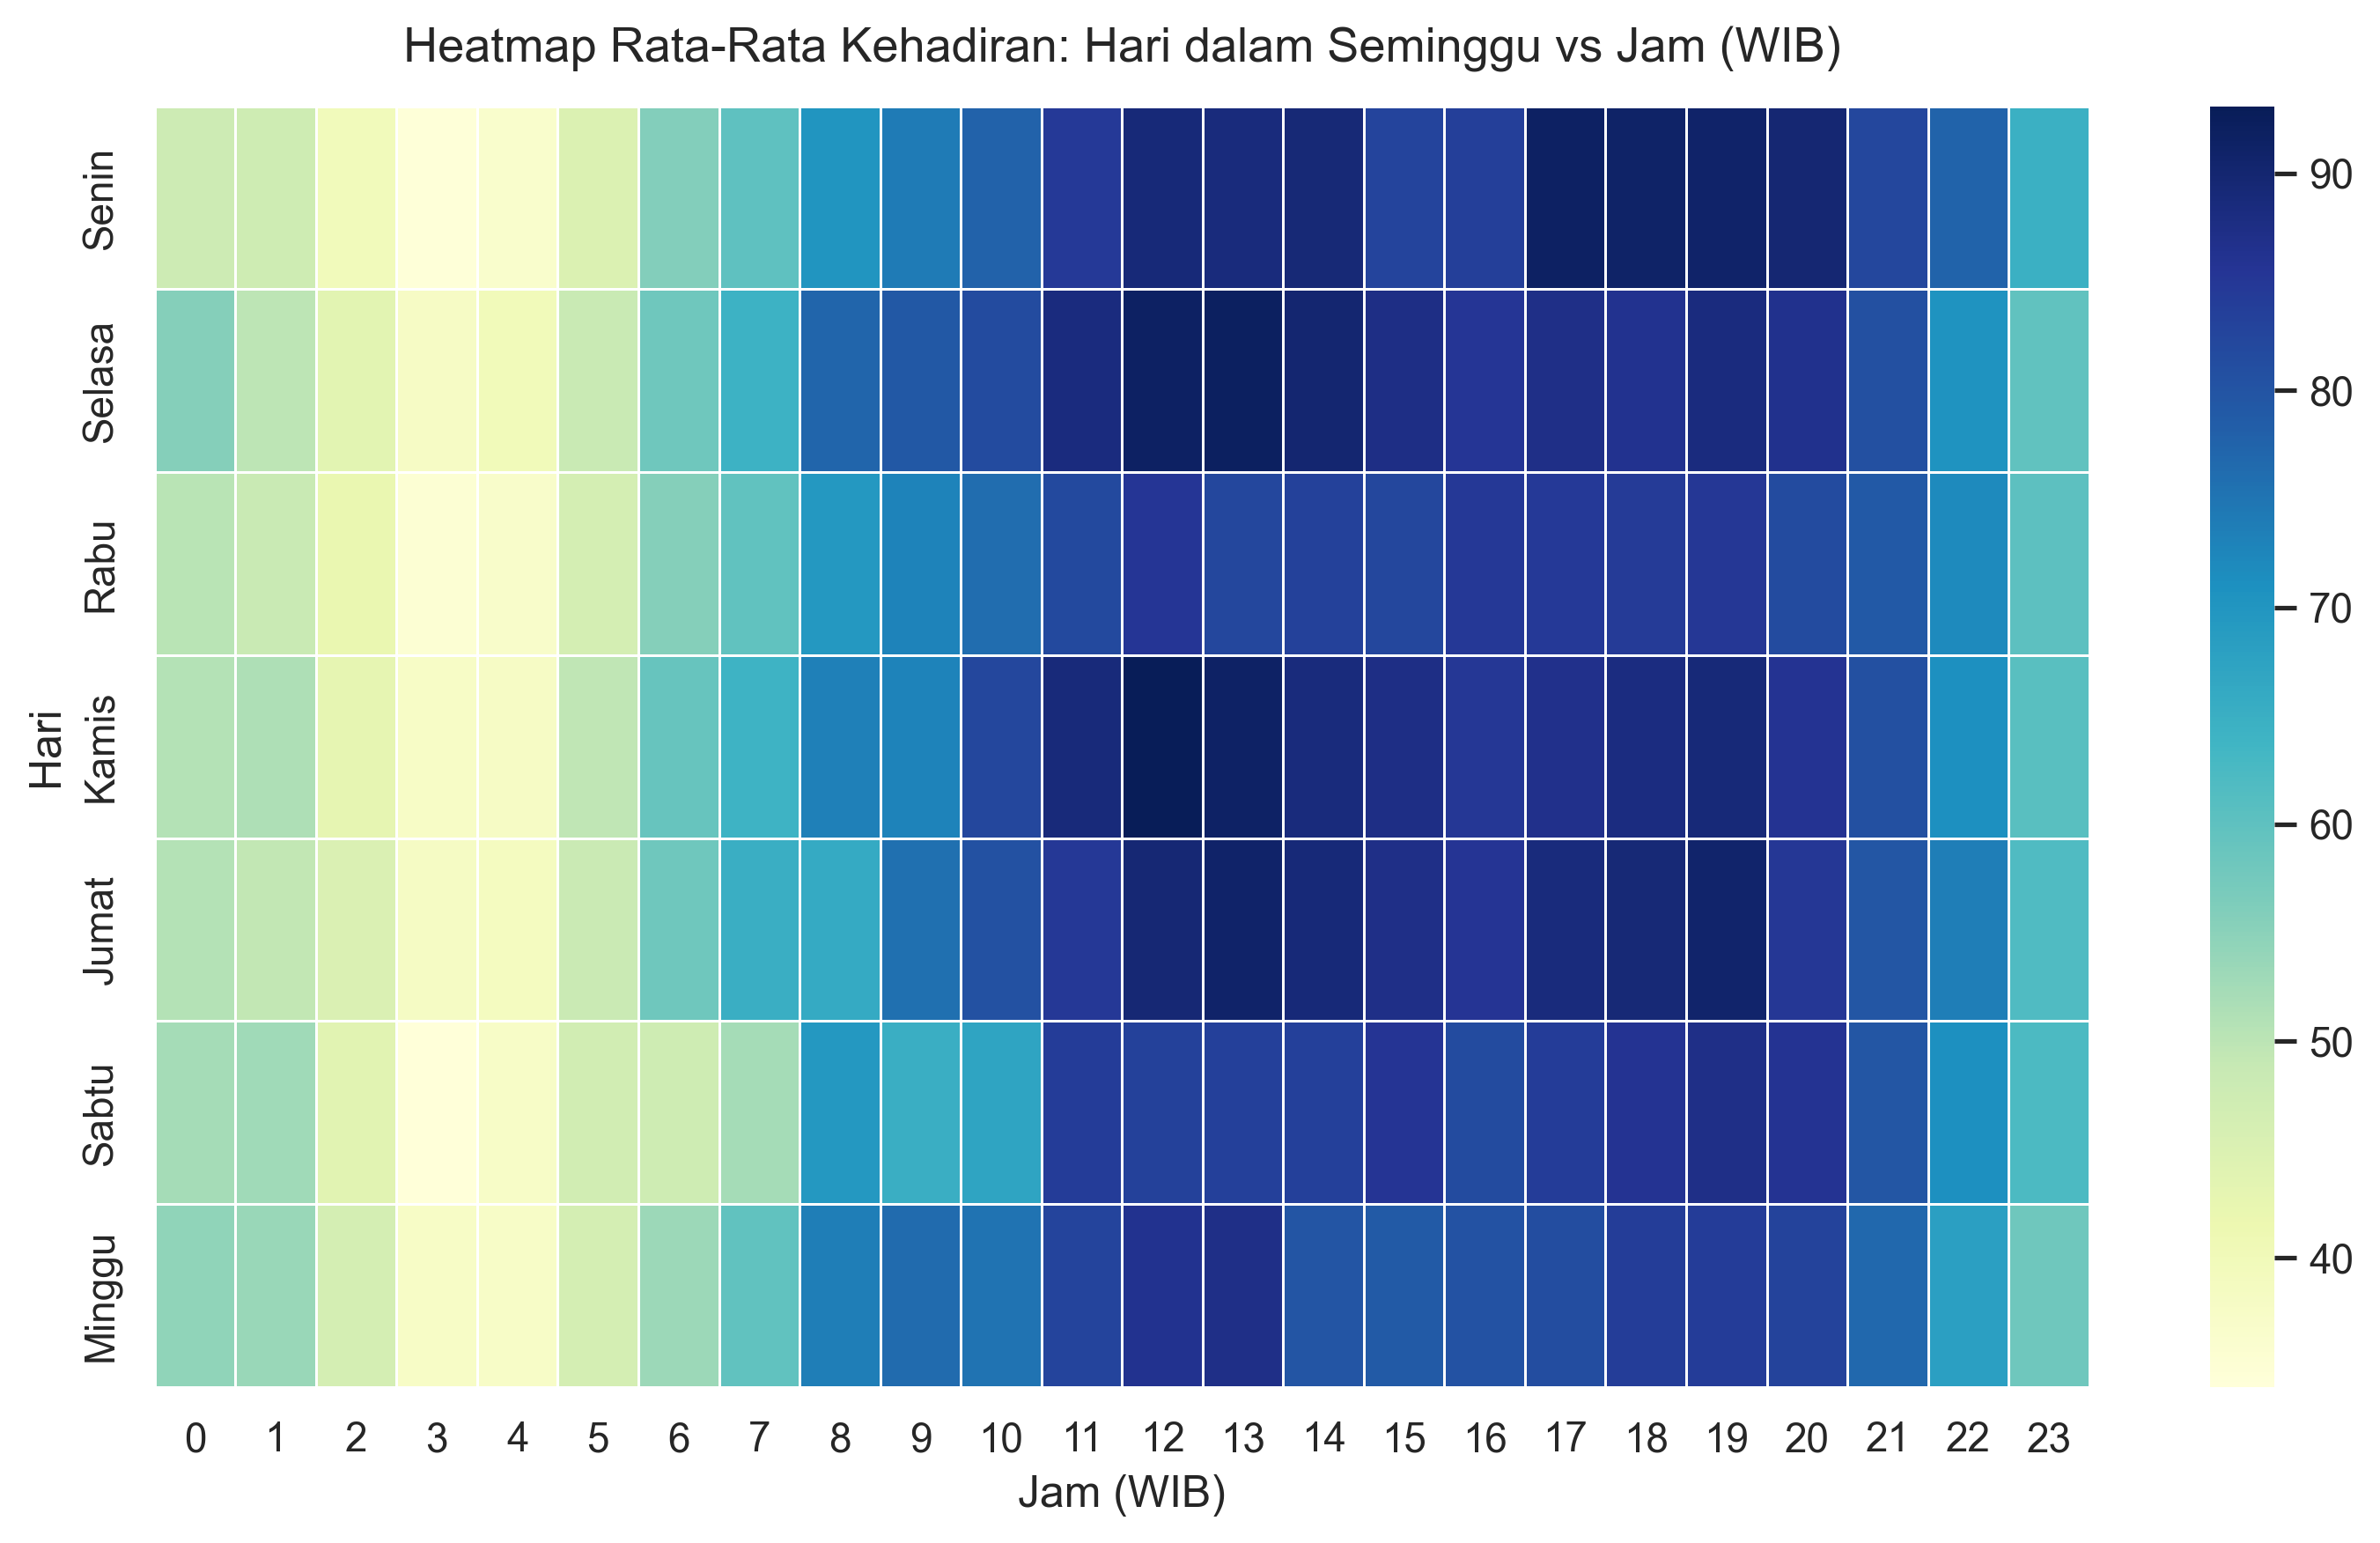 Heatmap Rata-Rata Kehadiran: Hari dalam Seminggu vs Jam (WIB)
Hari
Senin
Selasa
Rabu
Kamis
Jumat
Sabtu
Minggu
0 1 2 3 4 5 6 7 8 9 10 11 12 13 14 15 16 17 18 19 20 21 22 23
Jam (WIB)
90
80
70
60
50
40